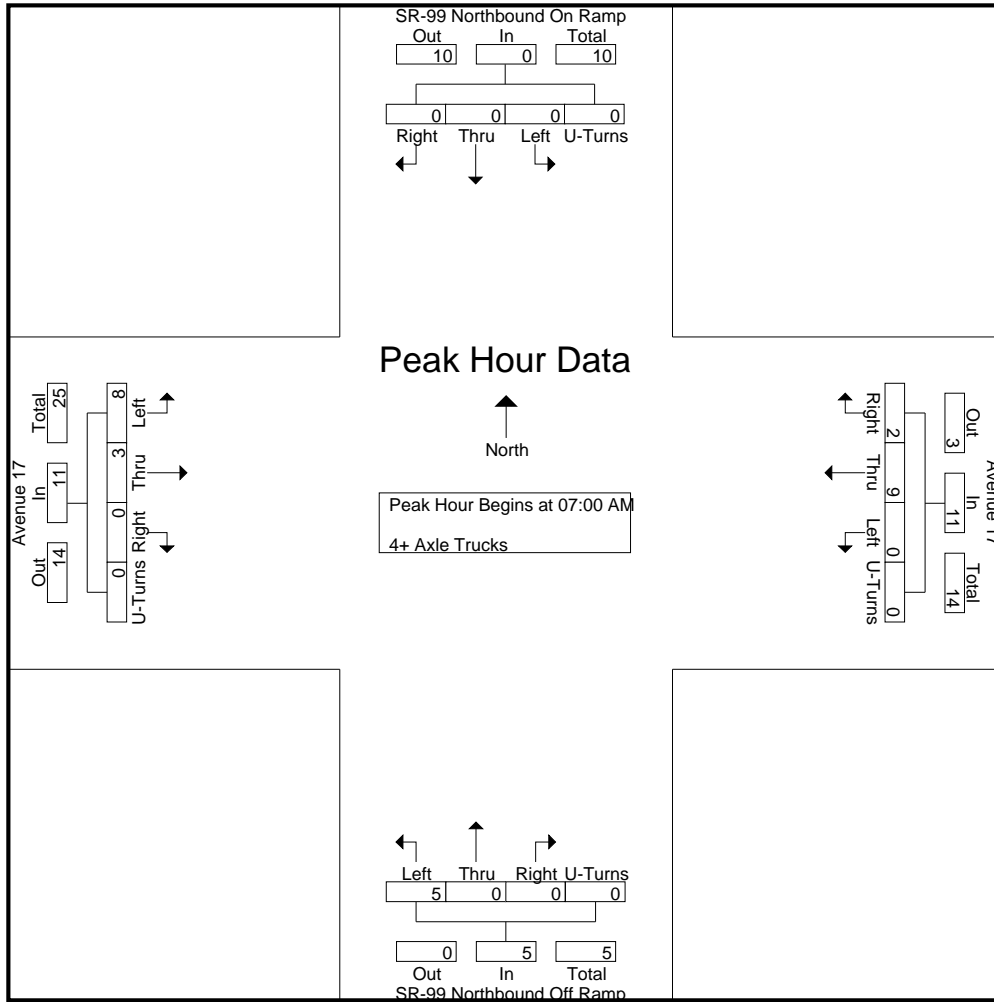 SR-99 Northbound On Ramp
Out In Total
10 0 10
0 0 0 0
Right Thru Left U-Turns
Peak Hour Data
North
Peak Hour Begins at 07:00 AM
4+ Axle Trucks
Avenue 17
Total In Out
25 11 14
8 3 0 0
Left Thru Right U-Turns
Right Thru Left U-Turns
2 9 0 0
Out In Total
3 11 14
Avenue 17
Left Thru Right U-Turns
5 0 0 0
0 5 5
Out In Total
SR-99 Northbound Off Ramp